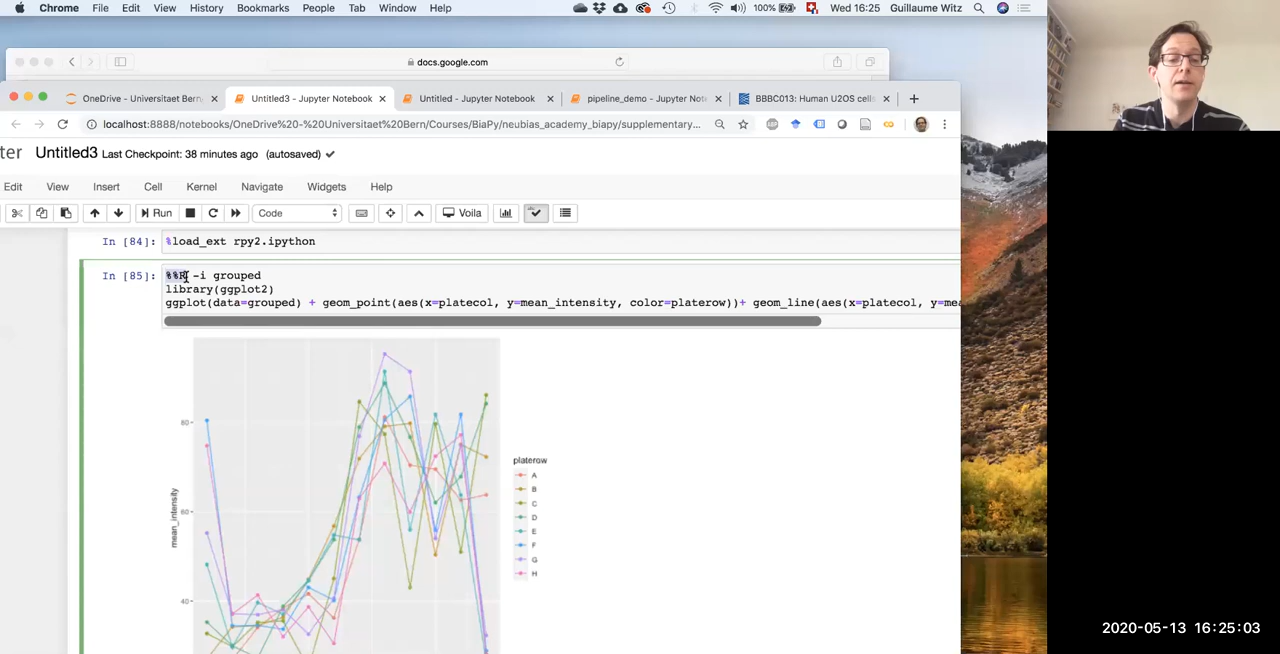 Chrome File Edit View History Bookmarks People Tab Window Help 100% Wed 16:25 Guillaume Witz
docs.google.com
OneDrive - Universitaet Bern Untitled3 - Jupyter Notebook Untitled - Jupyter Notebook pipeline_demo - Jupyter Not BBBC013: Human U2OS cells
localhost:8888/notebooks/OneDrive%20-%20Universitaet%20Bern/Courses/BiaPy/neubias_academy_biapy/supplementary...
ter Untitled3 Last Checkpoint: 38 minutes ago (autosaved)
Edit View Insert Cell Kernel Navigate Widgets Help
Run Code Voila
In [84]: %load_ext rpy2.ipython
In [85]: %%R -i grouped
library(ggplot2)
ggplot(data=grouped) + geom_point(aes(x=platecol, y=mean_intensity, color=platerow))+ geom_line(aes(x=platecol, y=mea
mean_intensity
80
60
40
platerow
A
B
C
D
E
F
G
H
2020-05-13 16:25:03